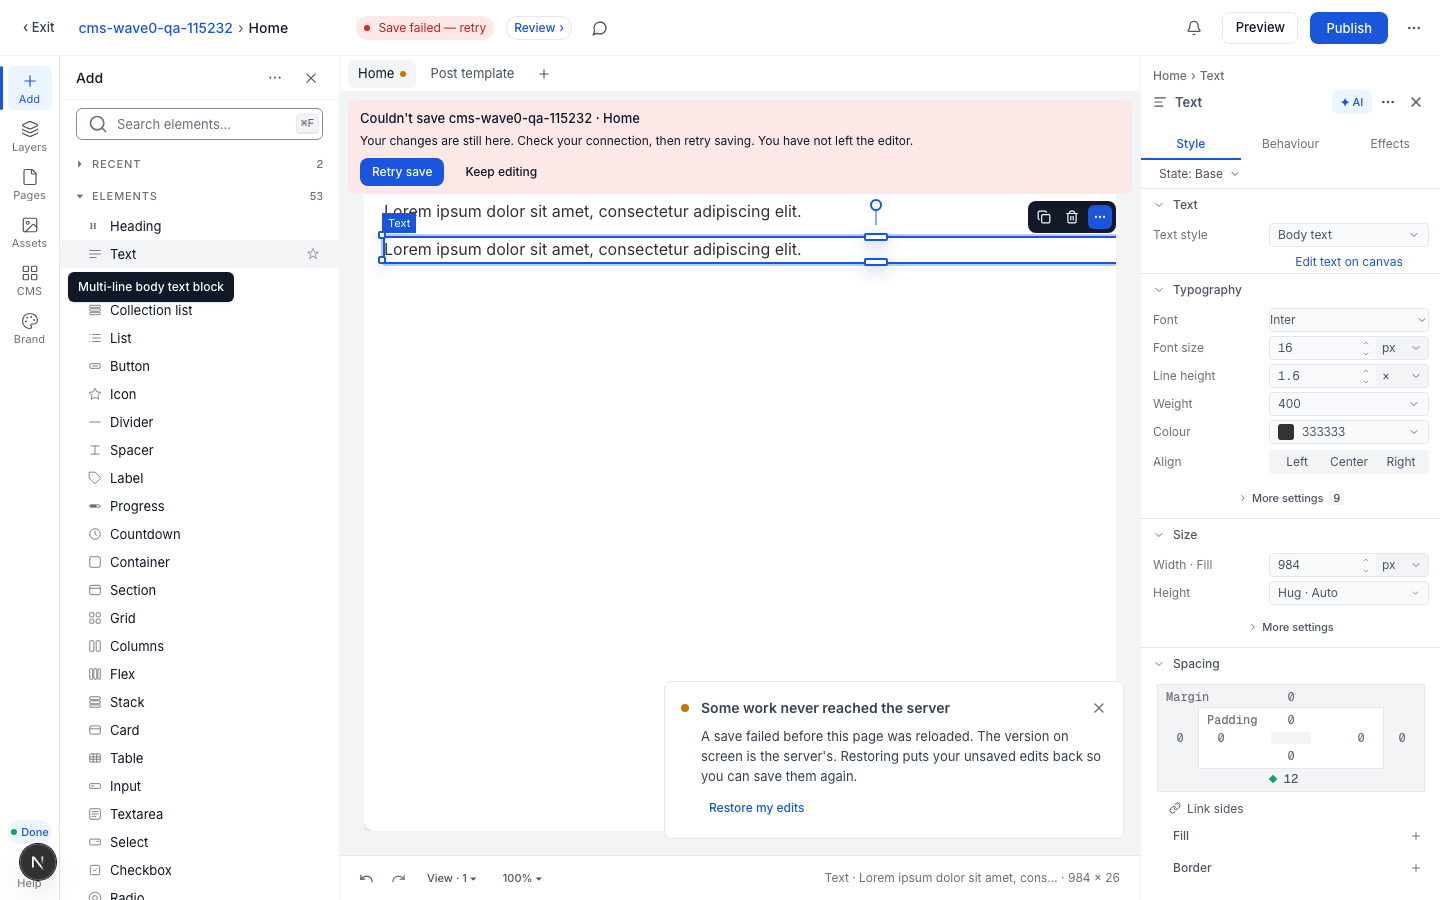 ‹ Exit
cms-wave0-qa-115232 › Home
Save failed — retry
Review ›
Preview
Publish
Add
Layers
Pages
Assets
CMS
Brand
Done
N
Help
Add
Search elements...
⌘F
RECENT 2
ELEMENTS 53
Heading
Text
Multi-line body text block
Collection list
List
Button
Icon
Divider
Spacer
Label
Progress
Countdown
Container
Section
Grid
Columns
Flex
Stack
Card
Table
Input
Textarea
Select
Checkbox
Radio
Home
Post template
Couldn't save cms-wave0-qa-115232 · Home
Your changes are still here. Check your connection, then retry saving. You have not left the editor.
Retry save
Keep editing
Lorem ipsum dolor sit amet, consectetur adipiscing elit.
Text
Lorem ipsum dolor sit amet, consectetur adipiscing elit.
Some work never reached the server
A save failed before this page was reloaded. The version on
screen is the server's. Restoring puts your unsaved edits back so
you can save them again.
Restore my edits
View · 1
100%
Text · Lorem ipsum dolor sit amet, cons... · 984 × 26
Home › Text
Text
AI
Style
Behaviour
Effects
State: Base
Text
Text style Body text
Edit text on canvas
Typography
Font Inter
Font size 16 px
Line height 1.6 ×
Weight 400
Colour 333333
Align Left Center Right
More settings 9
Size
Width · Fill 984 px
Height Hug · Auto
More settings
Spacing
Margin 0
Padding 0
0 0 0 0
0
12
Link sides
Fill
Border